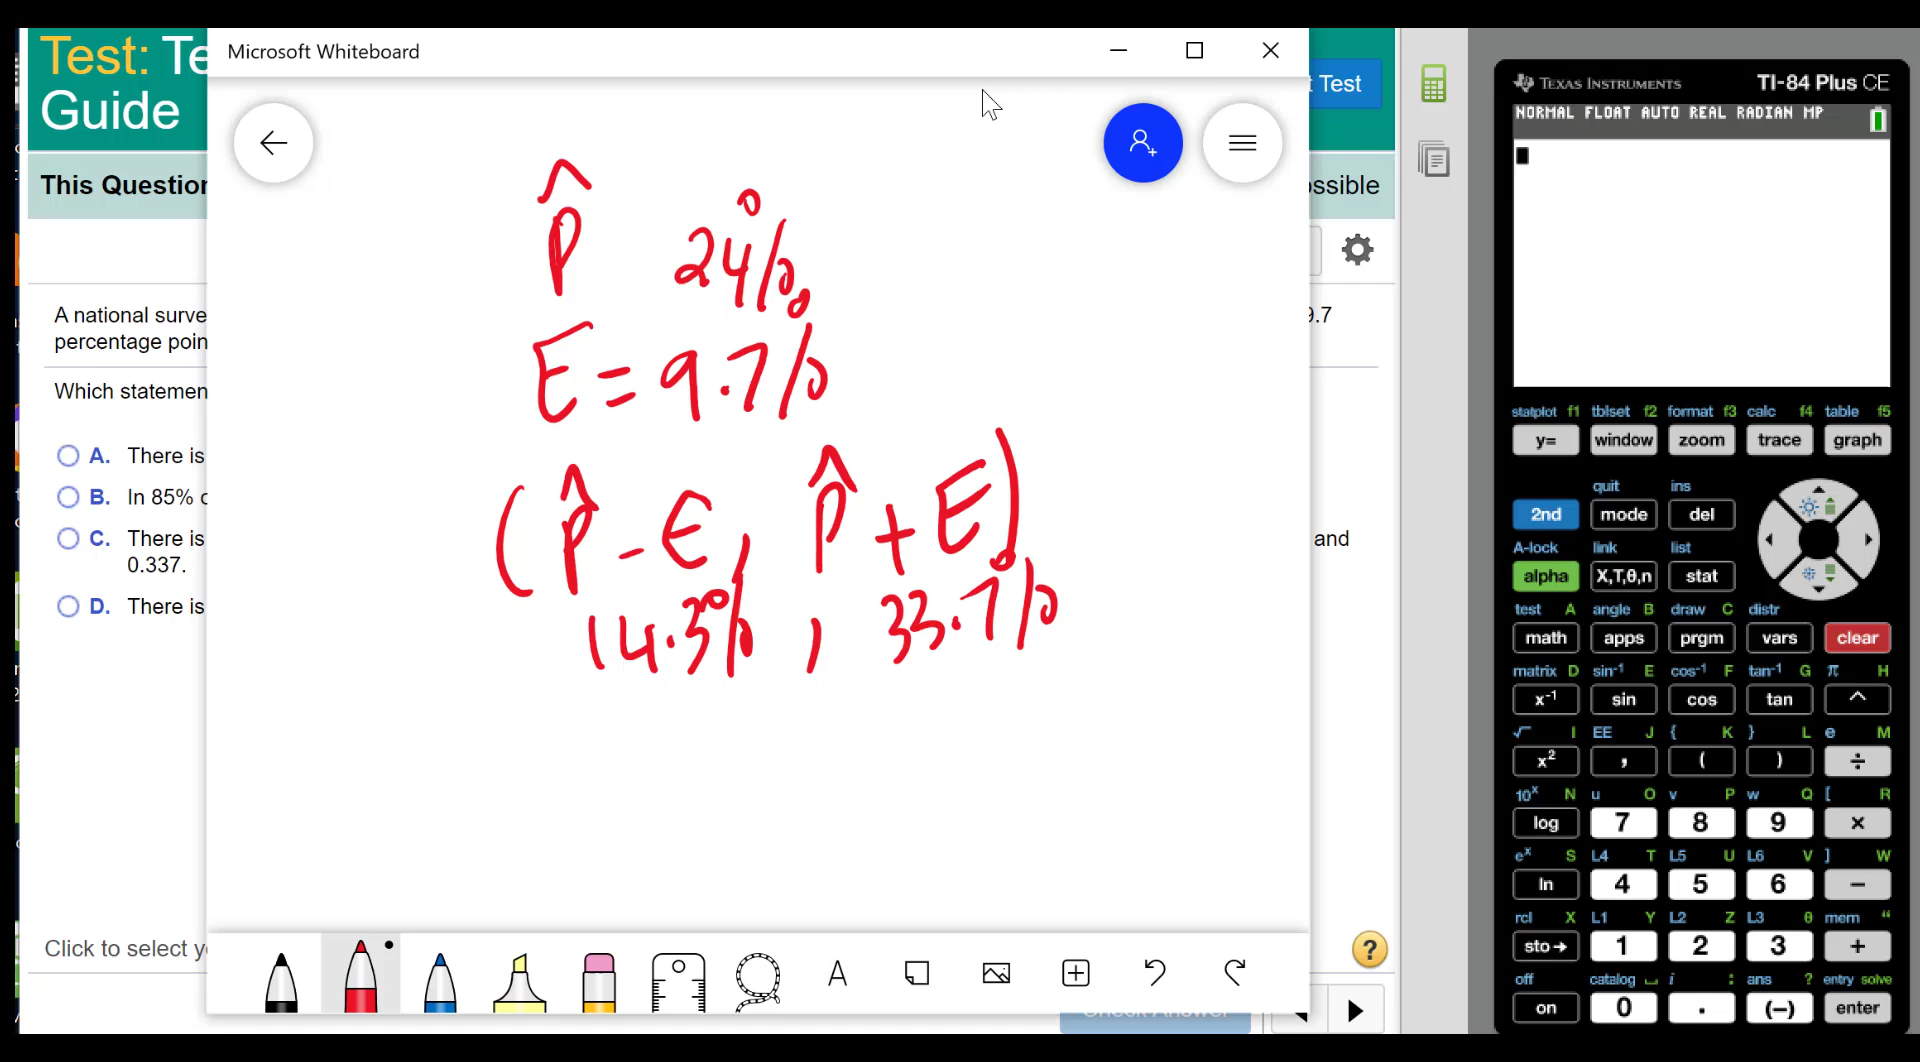 Test: Te
Guide
Microsoft Whiteboard
t Test
This Question
ossible
A national surve
percentage poin
9.7
Which statemen
A. There is
B. In 85% o
C. There is
0.337.
and
D. There is
Click to select y
Check Answer
p̂ 24%
E = 9.7%
(p̂ - E, p̂ + E)
14.3%, 33.7%
A
?
TEXAS INSTRUMENTS TI-84 Plus CE
NORMAL FLOAT AUTO REAL RADIAN MP
statplot f1 tblset f2 format f3 calc f4 table f5
y= window zoom trace graph
quit ins
2nd mode del
A-lock link list
alpha X,T,θ,n stat
test A angle B draw C distr
math apps prgm vars clear
matrix D sin⁻¹ E cos⁻¹ F tan⁻¹ G π H
x⁻¹ sin cos tan ^
√ I EE J { K } L e M
x² , ( ) ÷
10ˣ N u O v P w Q [ R
log 7 8 9 ×
eˣ S L4 T L5 U L6 V ] W
ln 4 5 6 −
rcl X L1 Y L2 Z L3 θ mem “
sto→ 1 2 3 +
off catalog ⎵ i : ans ? entry solve
on 0 . (−) enter